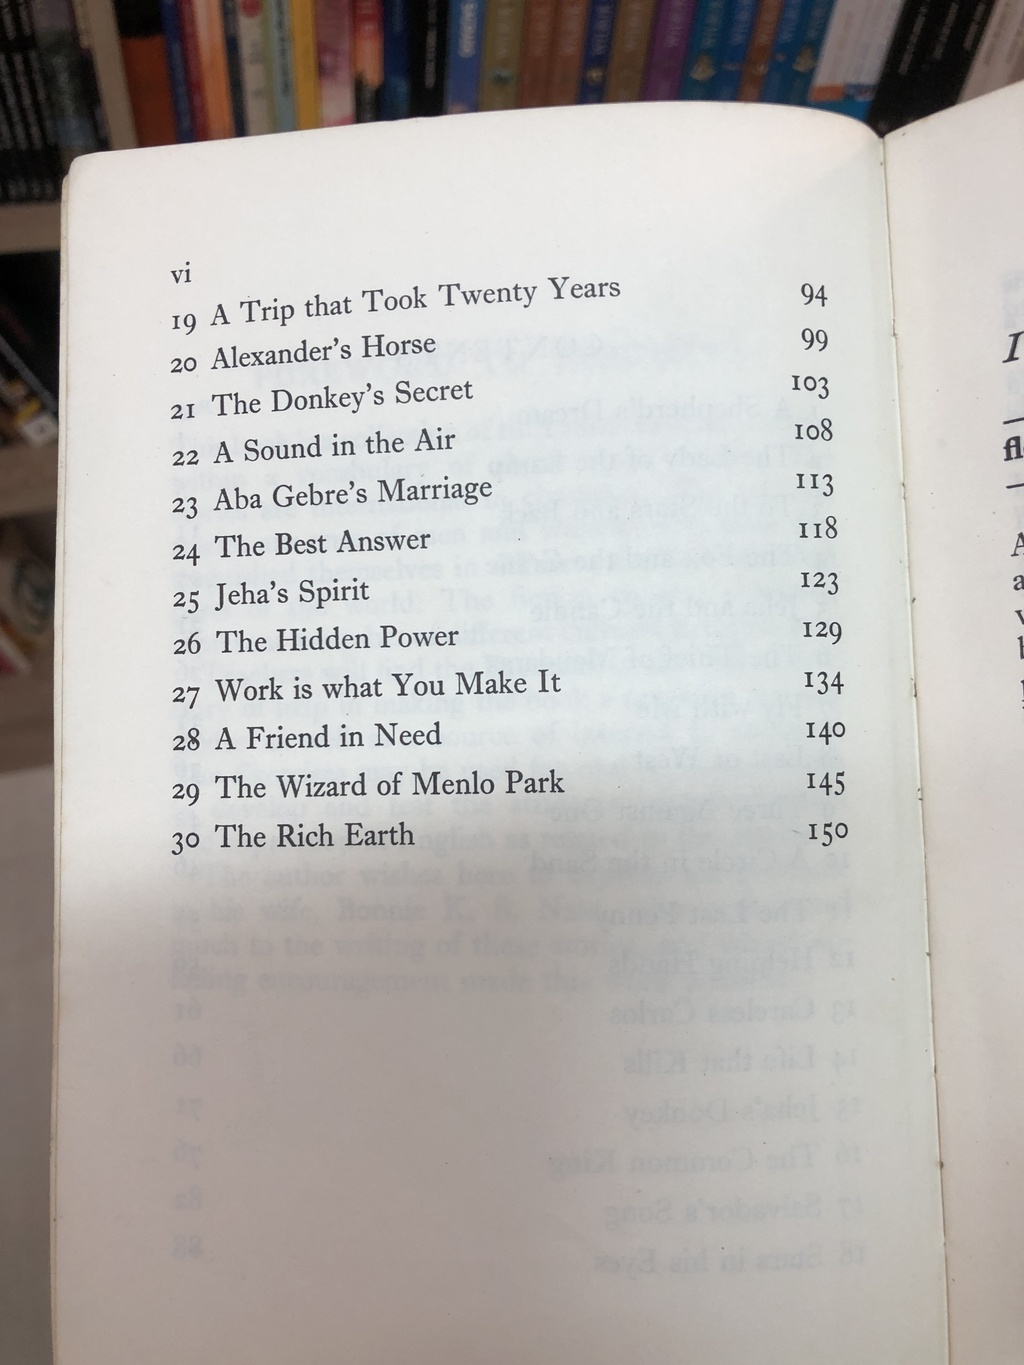 vi
19 A Trip that Took Twenty Years 94
20 Alexander's Horse 99
21 The Donkey's Secret 103
22 A Sound in the Air 108
23 Aba Gebre's Marriage 113
24 The Best Answer 118
25 Jeha's Spirit 123
26 The Hidden Power 129
27 Work is what You Make It 134
28 A Friend in Need 140
29 The Wizard of Menlo Park 145
30 The Rich Earth 150